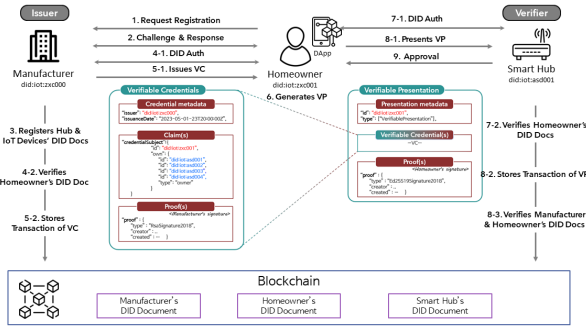 Issuer
Verifier
1. Request Registration
2. Challenge & Response
4-1. DID Auth
5-1. Issues VC
7-1. DID Auth
8-1. Presents VP
9. Approval
DApp
Manufacturer
did:iot:zxc000
Homeowner
did:iot:zxc001
Smart Hub
did:iot:asd001
6. Generates VP
3. Registers Hub &
IoT Devices' DID Docs
4-2. Verifies
Homeowner's DID Doc
5-2. Stores
Transaction of VC
Verifiable Credentials
Credential metadata
"issuer": "did:iot:zxc000"
"issuanceDate": "2023-05-01-23T20:00:00Z",
Claim(s)
"credentialSubject": {
"id": "did:iot:zxc001",
"own": {
"id": "did:iot:asd001",
"id": "did:iot:asd002",
"id": "did:iot:asd003",
"id": "did:iot:asd004",
"type": "owner"
}
}
Proof(s)
<Manufacturer's signature>
"proof": {
"type": "RsaSignature2018",
"creator": ..
"created": ~ }
Verifiable Presentation
Presentation metadata
"id": "did:iot:zxc001",
"type": ["VerifiablePresentation"],
Verifiable Credential(s)
~VC~
Proof(s)
<Homeowner's signature>
"proof": {
"type": "Ed25519Signature2018",
"creator": ..
"created": ~ }
7-2. Verifies Homeowner's
DID Docs
8-2. Stores Transaction of VP
8-3. Verifies Manufacturer
& Homeowner's DID Docs
Blockchain
Manufacturer's
DID Document
Homeowner's
DID Document
Smart Hub's
DID Document